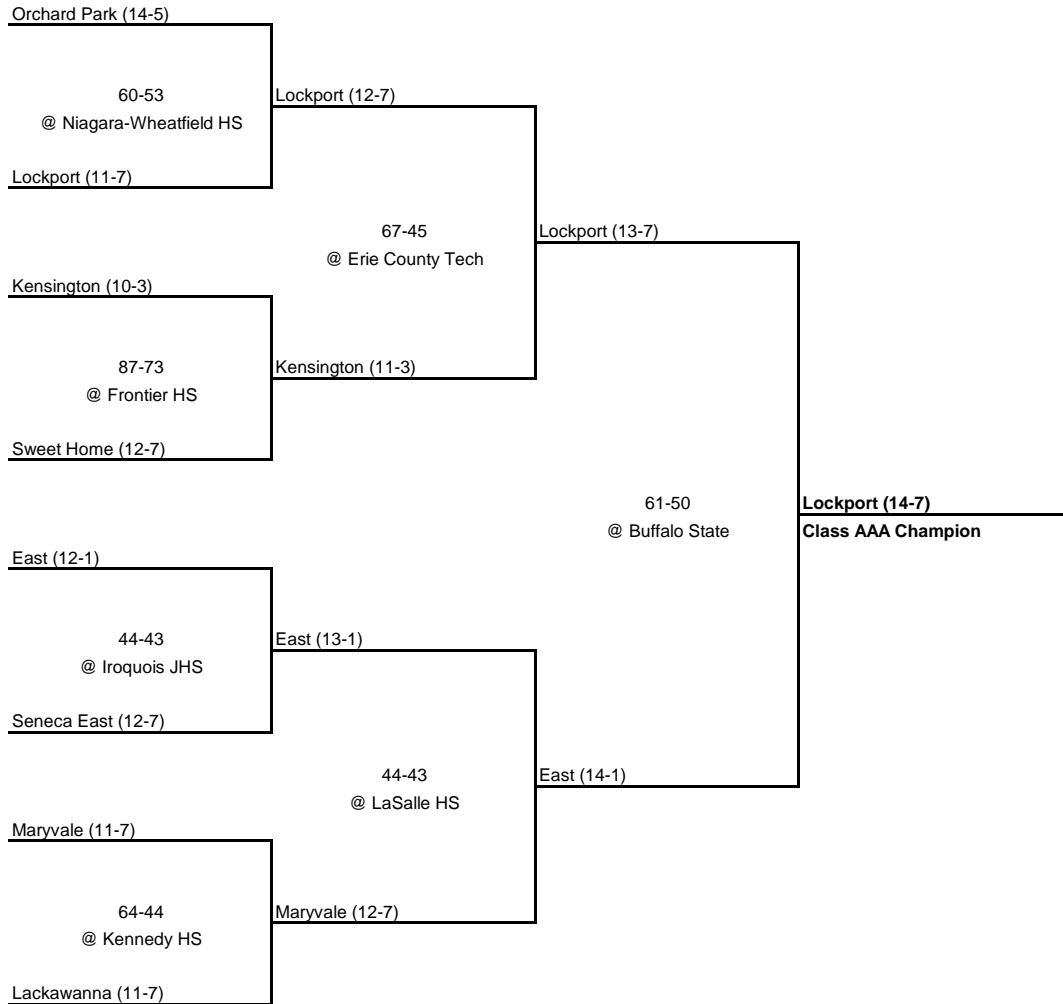 Orchard Park (14-5)
60-53
@ Niagara-Wheatfield HS
Lockport (12-7)
Lockport (11-7)
67-45
@ Erie County Tech
Lockport (13-7)
Kensington (10-3)
87-73
@ Frontier HS
Kensington (11-3)
Sweet Home (12-7)
61-50
@ Buffalo State
Lockport (14-7)
Class AAA Champion
East (12-1)
44-43
@ Iroquois JHS
East (13-1)
Seneca East (12-7)
44-43
@ LaSalle HS
East (14-1)
Maryvale (11-7)
64-44
@ Kennedy HS
Maryvale (12-7)
Lackawanna (11-7)